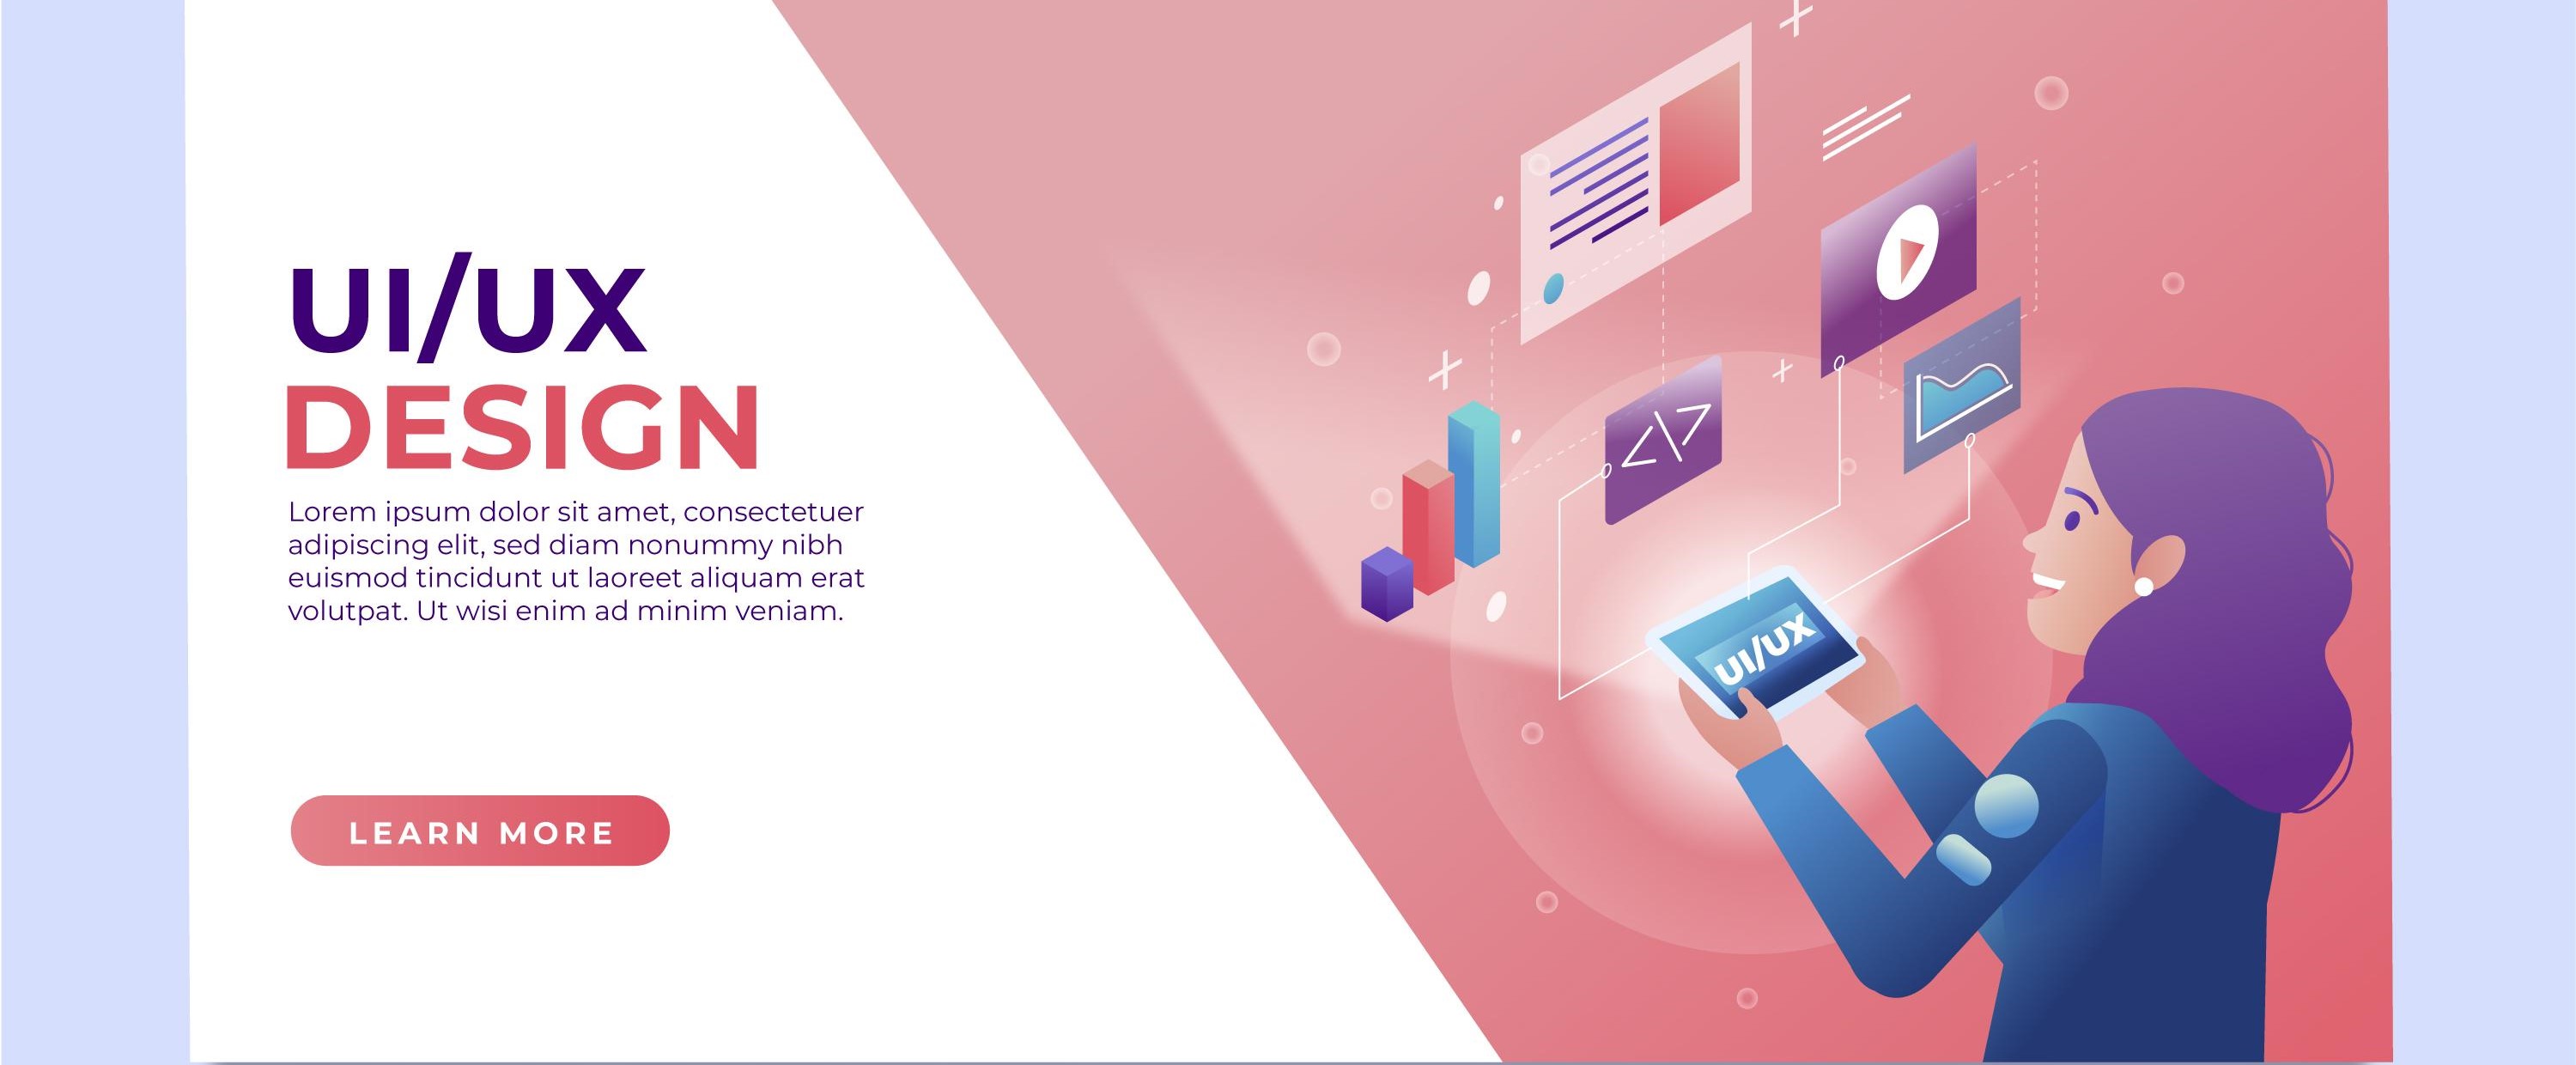 UI/UX
DESIGN
Lorem ipsum dolor sit amet, consectetuer
adipiscing elit, sed diam nonummy nibh
euismod tincidunt ut laoreet aliquam erat
volutpat. Ut wisi enim ad minim veniam.
LEARN MORE
<\>
UI/UX